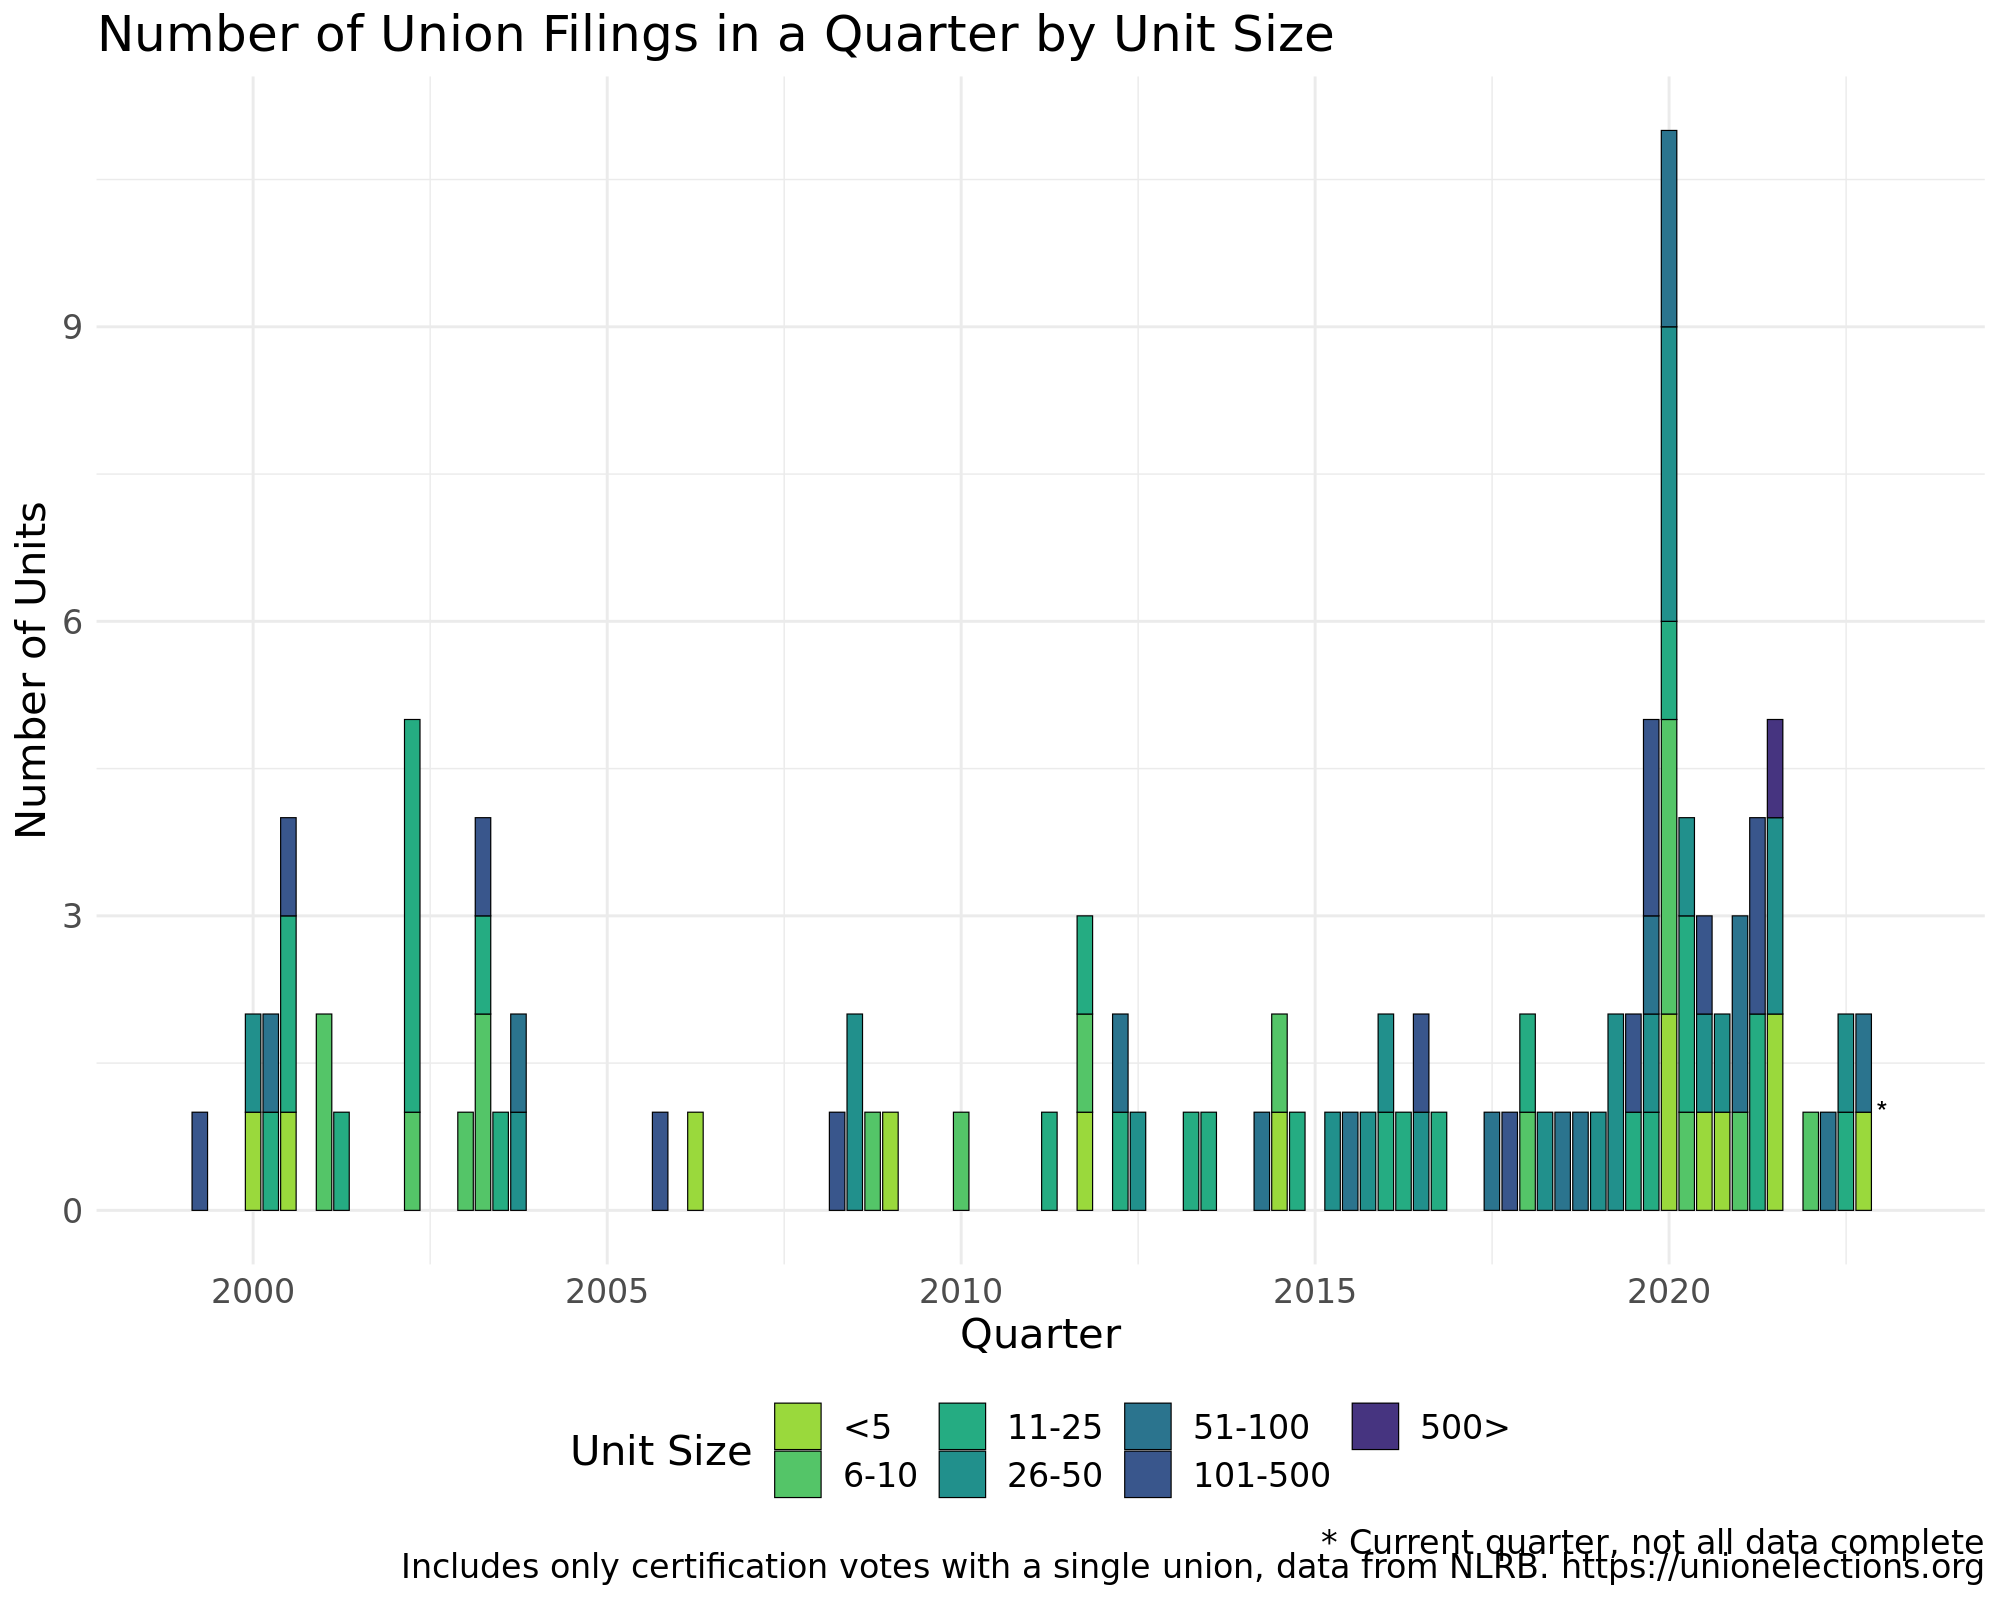 Number of Union Filings in a Quarter by Unit Size
Number of Units
9
6
3
0
*
2000 2005 2010 2015 2020
Quarter
Unit Size
<5 11-25 51-100 500>
6-10 26-50 101-500
* Current quarter, not all data complete
Includes only certification votes with a single union, data from NLRB. https://unionelections.org